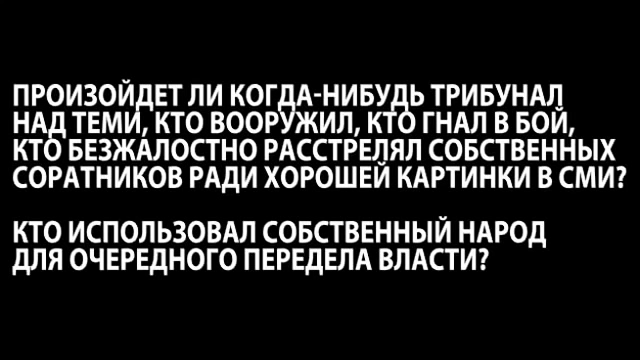 ПРОИЗОЙДЕТ ЛИ КОГДА-НИБУДЬ ТРИБУНАЛ
НАД ТЕМИ, КТО ВООРУЖИЛ, КТО ГНАЛ В БОЙ,
КТО БЕЗЖАЛОСТНО РАССТРЕЛЯЛ СОБСТВЕННЫХ
СОРАТНИКОВ РАДИ ХОРОШЕЙ КАРТИНКИ В СМИ?
КТО ИСПОЛЬЗОВАЛ СОБСТВЕННЫЙ НАРОД
ДЛЯ ОЧЕРЕДНОГО ПЕРЕДЕЛА ВЛАСТИ?